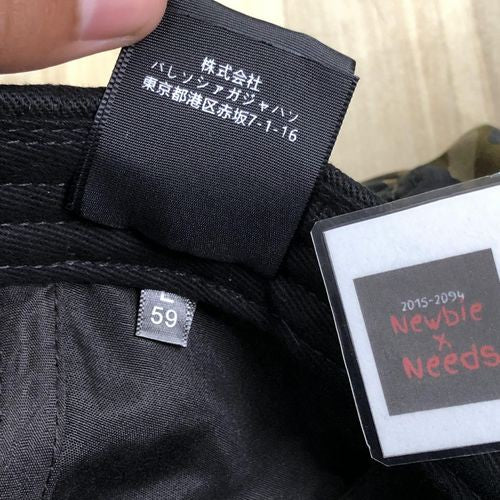 株式会社
バレンシアガジャパン
東京都港区赤坂7-1-16
L
59
2015-2094
Newbie
x
Needs